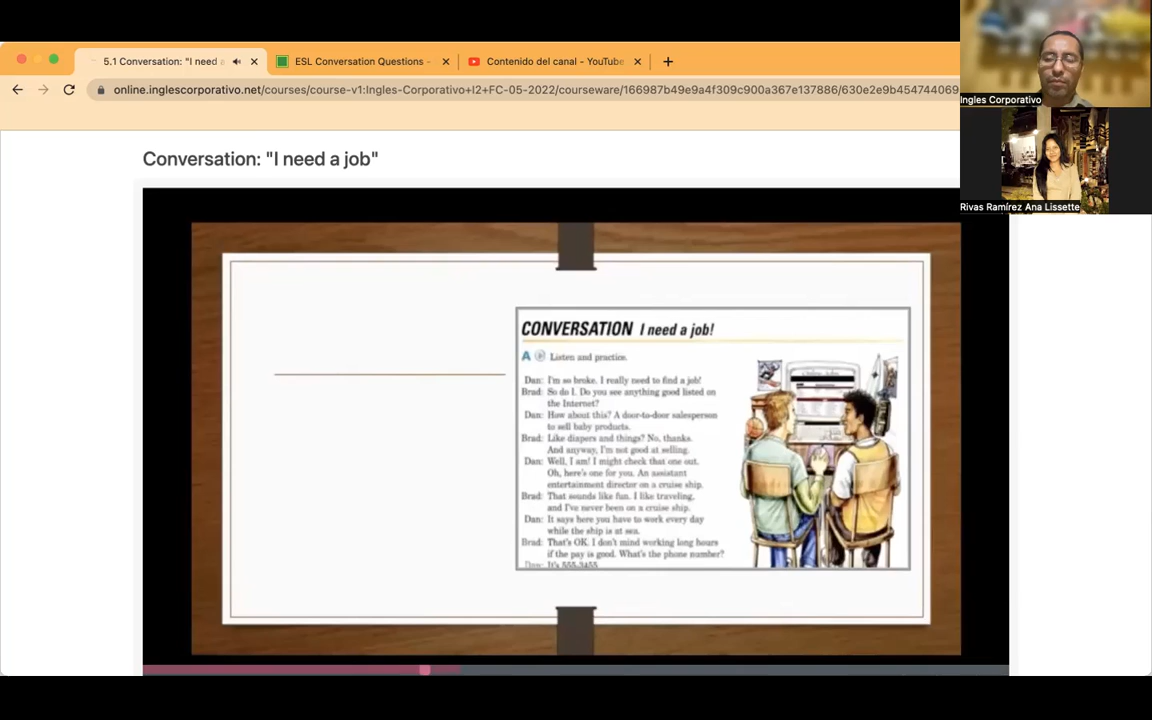 5.1 Conversation: "I need a
ESL Conversation Questions -
Contenido del canal - YouTube
online.inglescorporativo.net/courses/course-v1:Ingles-Corporativo+I2+FC-05-2022/courseware/166987b49e9a4f309c900a367e137886/630e2e9b454744069
Ingles Corporativo
Rivas Ramírez Ana Lissette
Conversation: "I need a job"
CONVERSATION I need a job!
A Listen and practice.
Dan: I'm so broke. I really need to find a job!
Brad: So do I. Do you see anything good listed on
the Internet?
Dan: How about this? A door-to-door salesperson
to sell baby products.
Brad: Like diapers and things? No, thanks.
And anyway, I'm not good at selling.
Dan: Well, I am! I might check that one out.
Oh, here's one for you. An assistant
entertainment director on a cruise ship.
Brad: That sounds like fun. I like traveling,
and I've never been on a cruise ship.
Dan: It says here you have to work every day
while the ship is at sea.
Brad: That's OK. I don't mind working long hours
if the pay is good. What's the phone number?
Dan: It's 555-3455